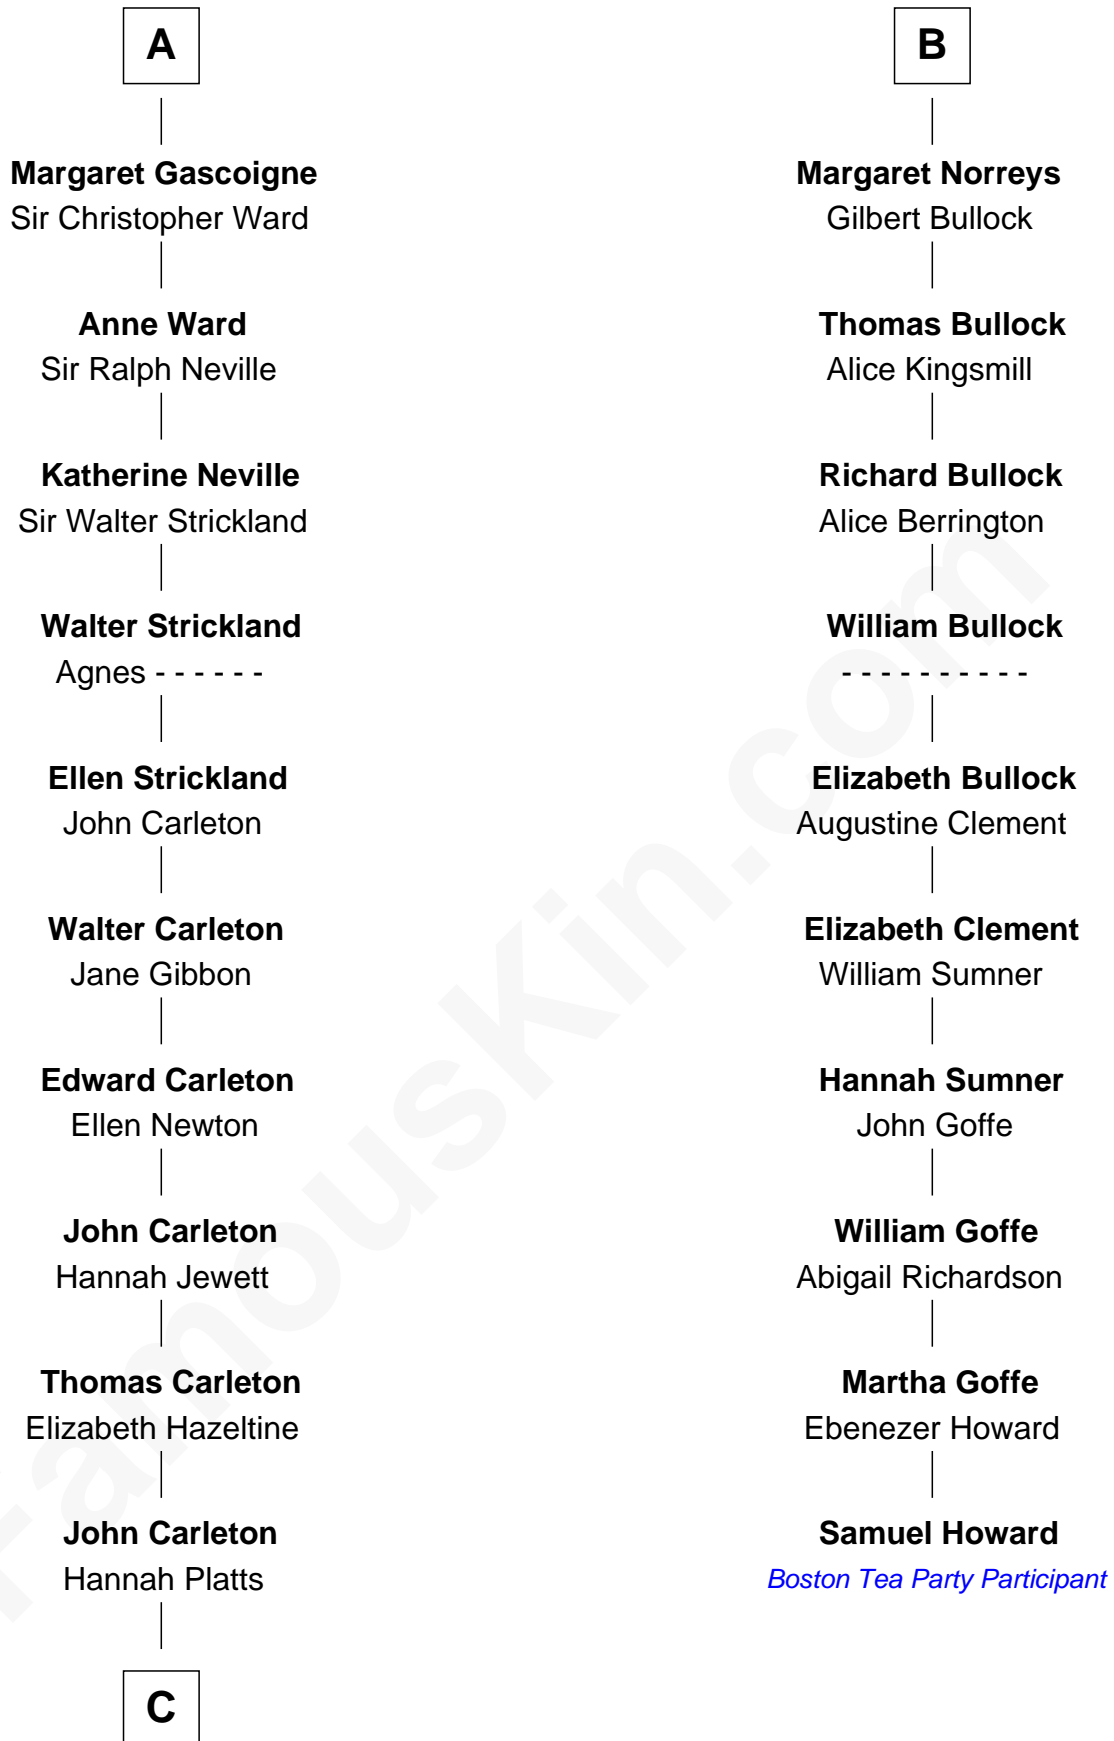 A
Margaret Gascoigne
Sir Christopher Ward
Anne Ward
Sir Ralph Neville
Katherine Neville
Sir Walter Strickland
Walter Strickland
Agnes - - - - - -
Ellen Strickland
John Carleton
Walter Carleton
Jane Gibbon
Edward Carleton
Ellen Newton
John Carleton
Hannah Jewett
Thomas Carleton
Elizabeth Hazeltine
John Carleton
Hannah Platts
C
B
Margaret Norreys
Gilbert Bullock
Thomas Bullock
Alice Kingsmill
Richard Bullock
Alice Berrington
William Bullock
- - - - - - - - - -
Elizabeth Bullock
Augustine Clement
Elizabeth Clement
William Sumner
Hannah Sumner
John Goffe
William Goffe
Abigail Richardson
Martha Goffe
Ebenezer Howard
Samuel Howard
Boston Tea Party Participant
FamousKin.com